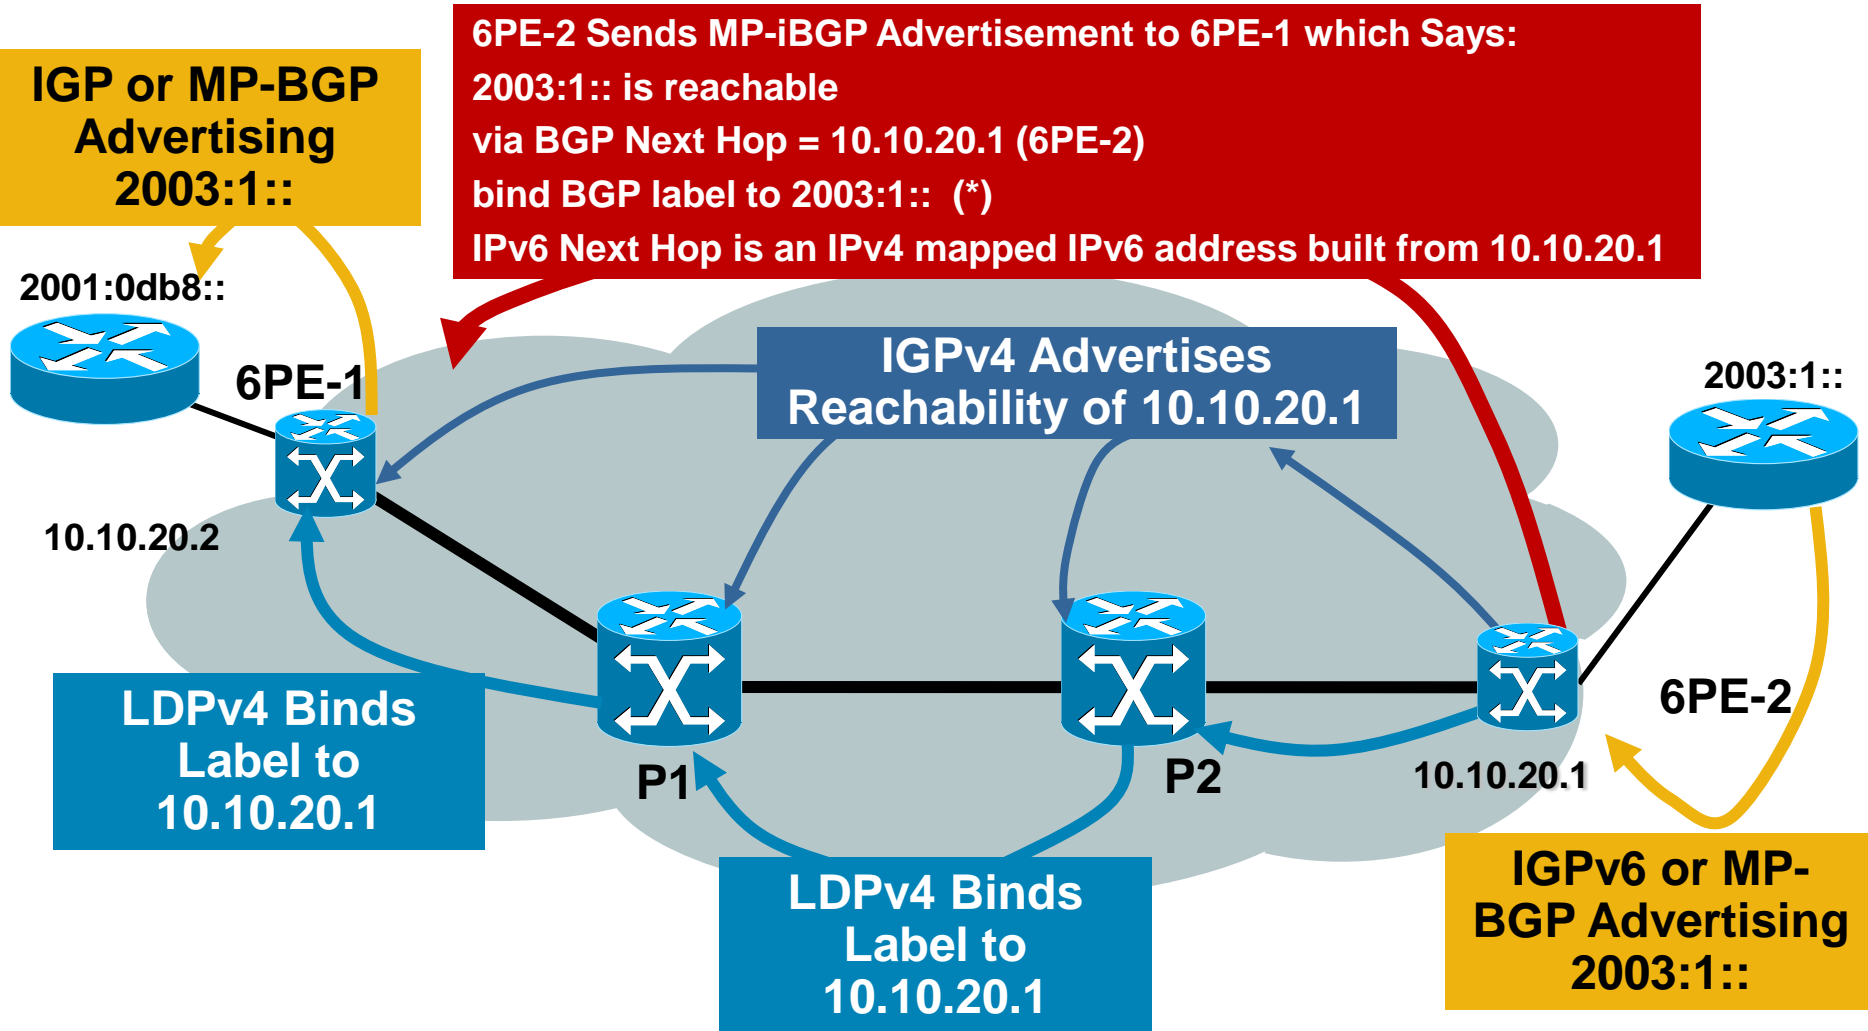 6PE-2 Sends MP-iBGP Advertisement to 6PE-1 which Says:
2003:1:: is reachable
via BGP Next Hop = 10.10.20.1 (6PE-2)
bind BGP label to 2003:1:: (*)
IPv6 Next Hop is an IPv4 mapped IPv6 address built from 10.10.20.1
IGP or MP-BGP
Advertising
2003:1::
2001:0db8::
6PE-1
IGPv4 Advertises
Reachability of 10.10.20.1
2003:1::
10.10.20.2
LDPv4 Binds
Label to
10.10.20.1
P1
P2
6PE-2
10.10.20.1
LDPv4 Binds
Label to
10.10.20.1
IGPv6 or MP-
BGP Advertising
2003:1::